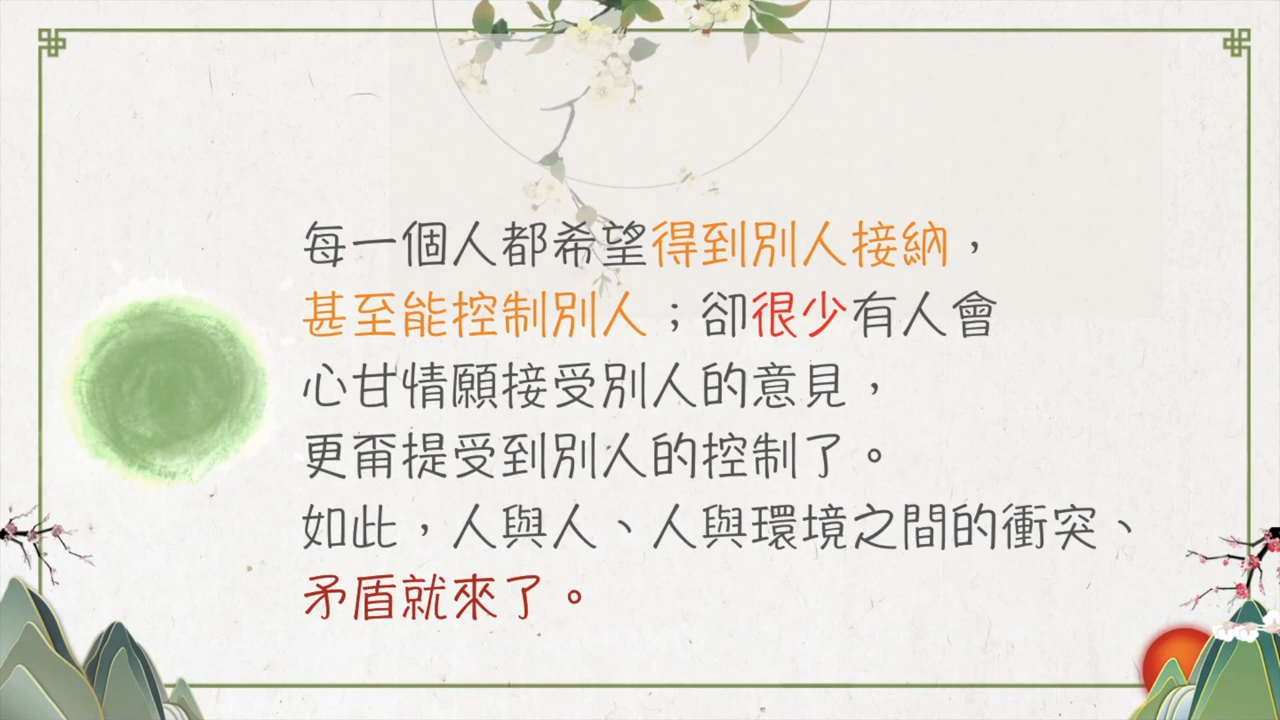 每一個人都希望得到別人接納，
甚至能控制別人；卻很少有人會
心甘情願接受別人的意見，
更甭提受到別人的控制了。
如此，人與人、人與環境之間的衝突、
矛盾就來了。